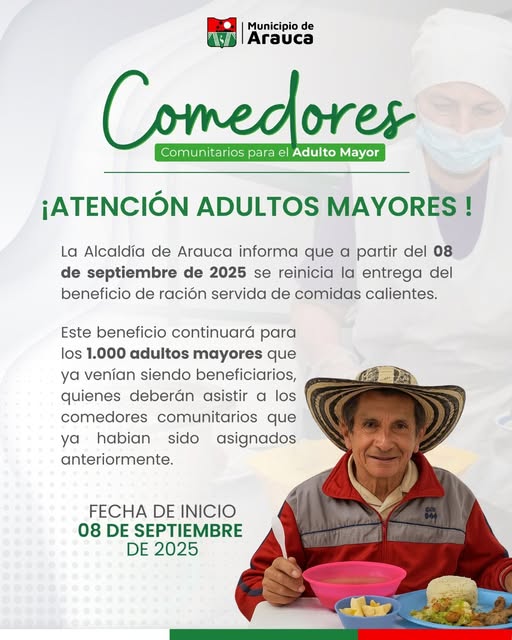 Municipio de
Arauca
Comedores
Comunitarios para el Adulto Mayor
¡ATENCIÓN ADULTOS MAYORES !
La Alcaldía de Arauca informa que a partir del 08
de septiembre de 2025 se reinicia la entrega del
beneficio de ración servida de comidas calientes.
Este beneficio continuará para
los 1.000 adultos mayores que
ya venían siendo beneficiarios,
quienes deberán asistir a los
comedores comunitarios que
ya habian sido asignados
anteriormente.
FECHA DE INICIO
08 DE SEPTIEMBRE
DE 2025